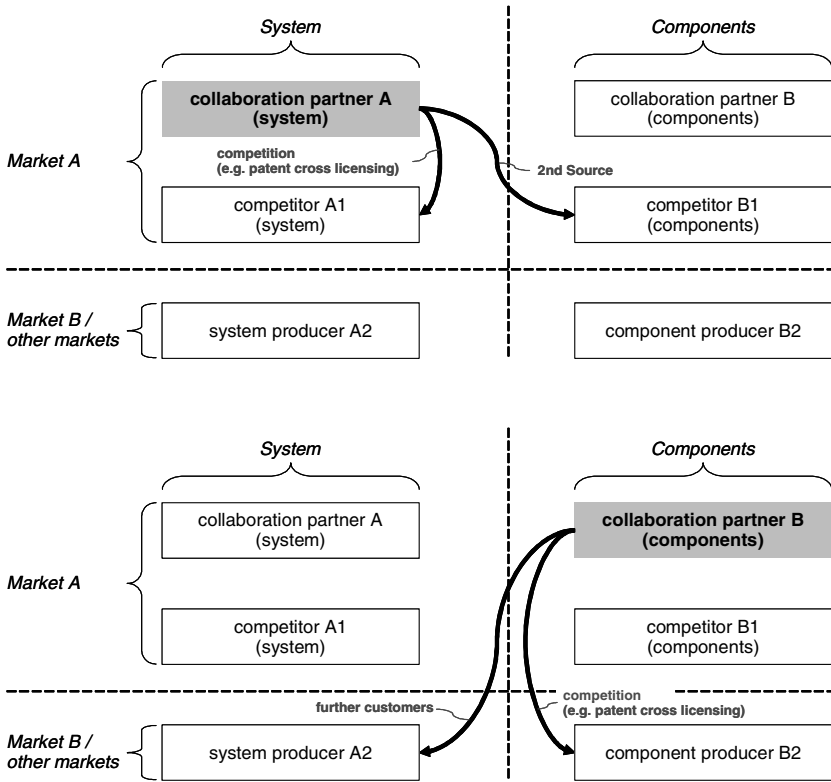 System
Components
collaboration partner A
(system)
collaboration partner B
(components)
Market A
competition
(e.g. patent cross licensing)
2nd Source
competitor A1
(system)
competitor B1
(components)
Market B /
other markets
system producer A2
component producer B2
System
Components
collaboration partner A
(system)
collaboration partner B
(components)
Market A
competitor A1
(system)
competitor B1
(components)
further customers
competition
(e.g. patent cross licensing)
Market B /
other markets
system producer A2
component producer B2